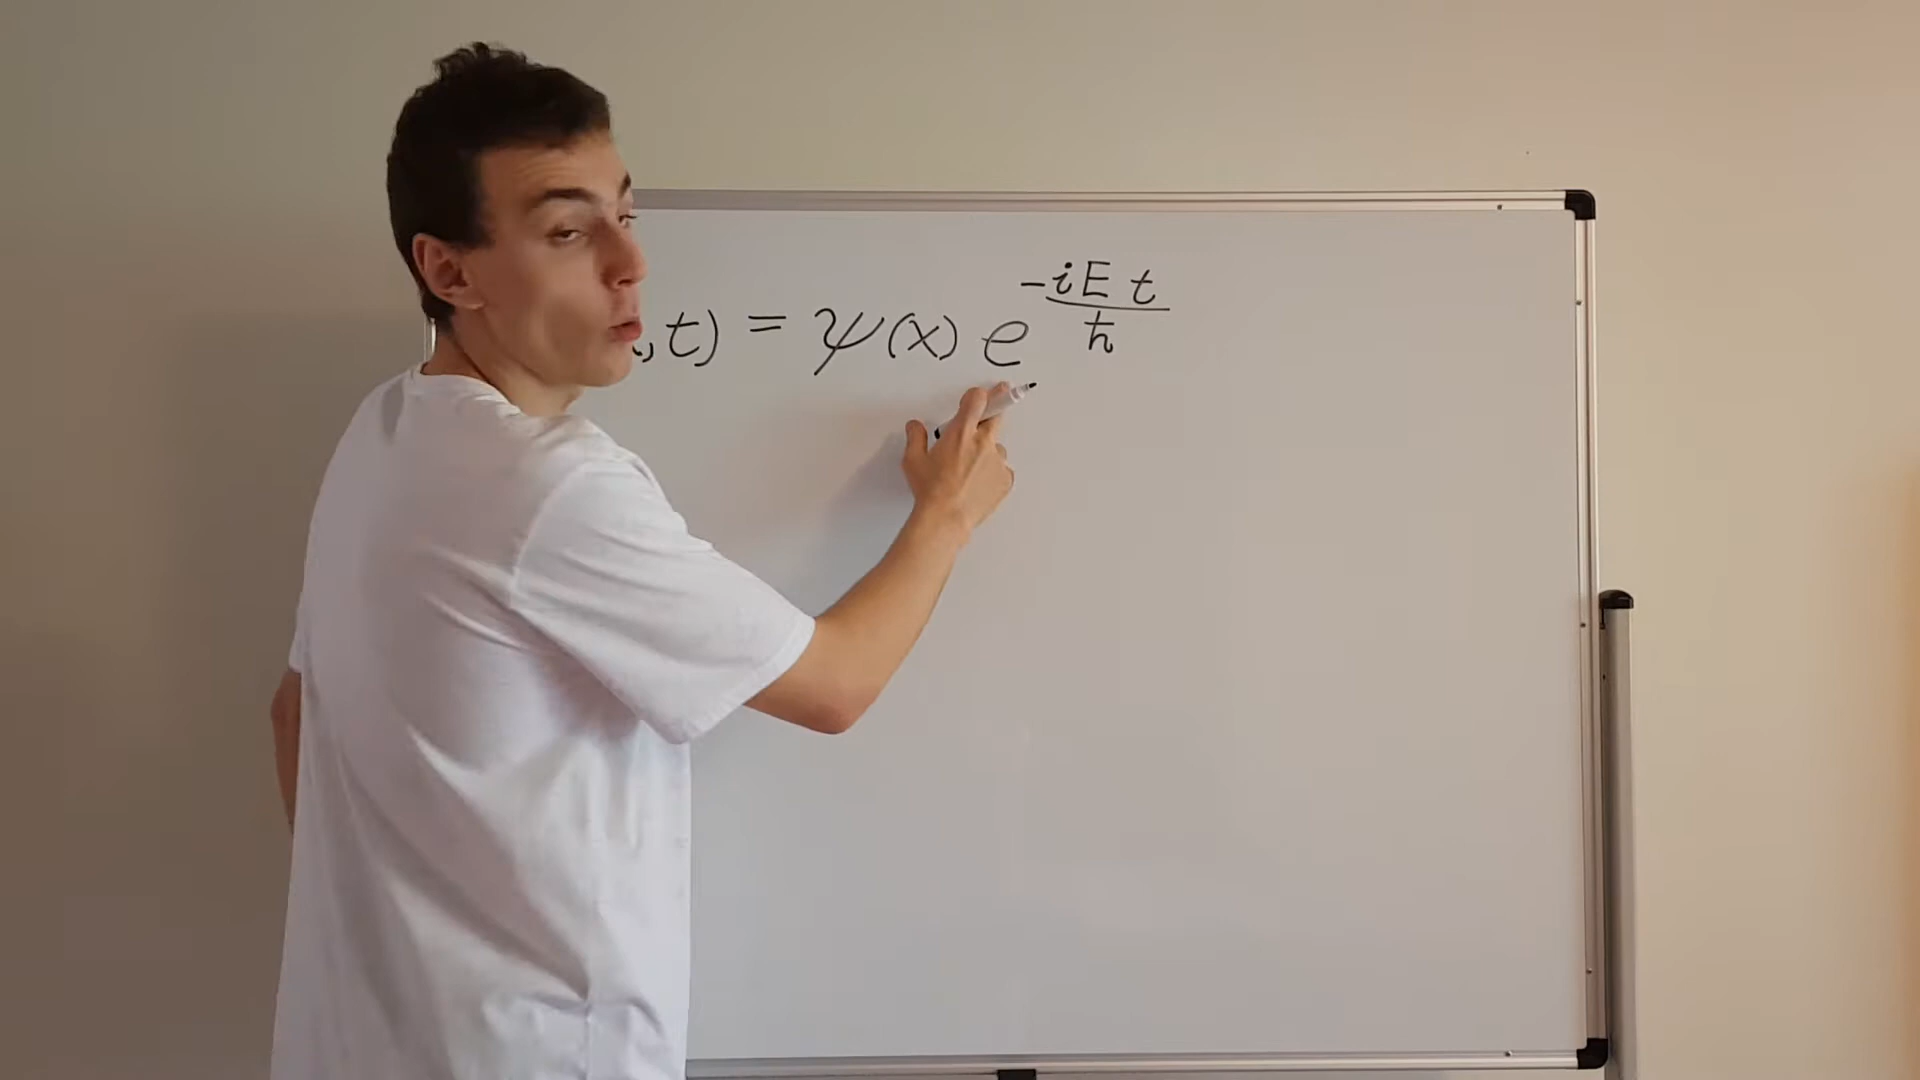 ,t) = ψ(x) e^{-iEt/ħ}